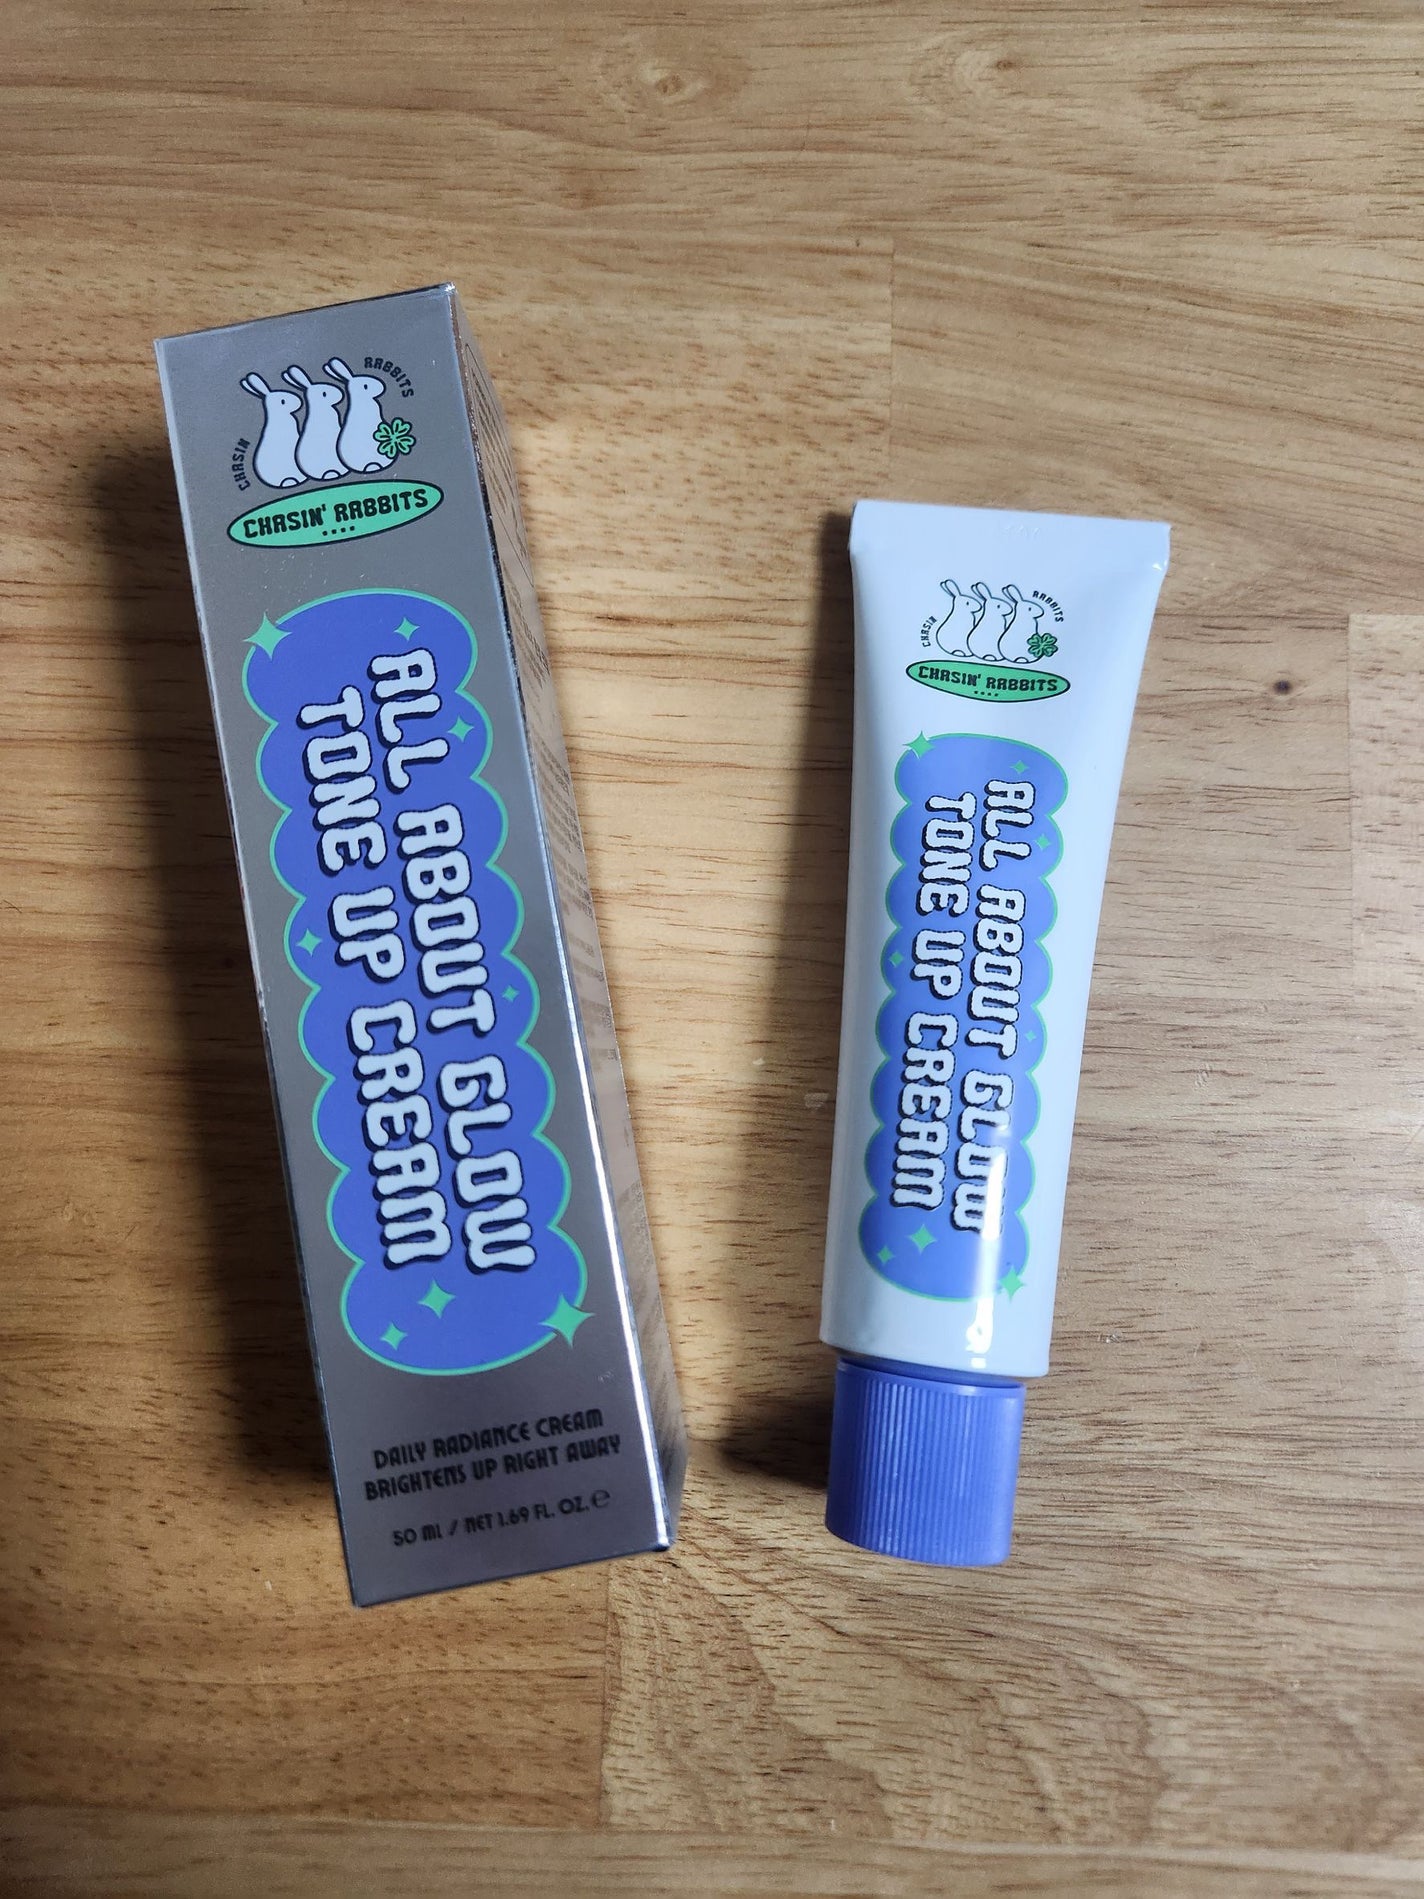 CHASIN RABBITS
CHASIN' RABBITS
ALL ABOUT GLOW
TONE UP CREAM
DAILY RADIANCE CREAM
BRIGHTENS UP RIGHT AWAY
50 ml / NET 1.69 FL. OZ. ℮
CHASIN RABBITS
CHASIN' RABBITS
ALL ABOUT GLOW
TONE UP CREAM